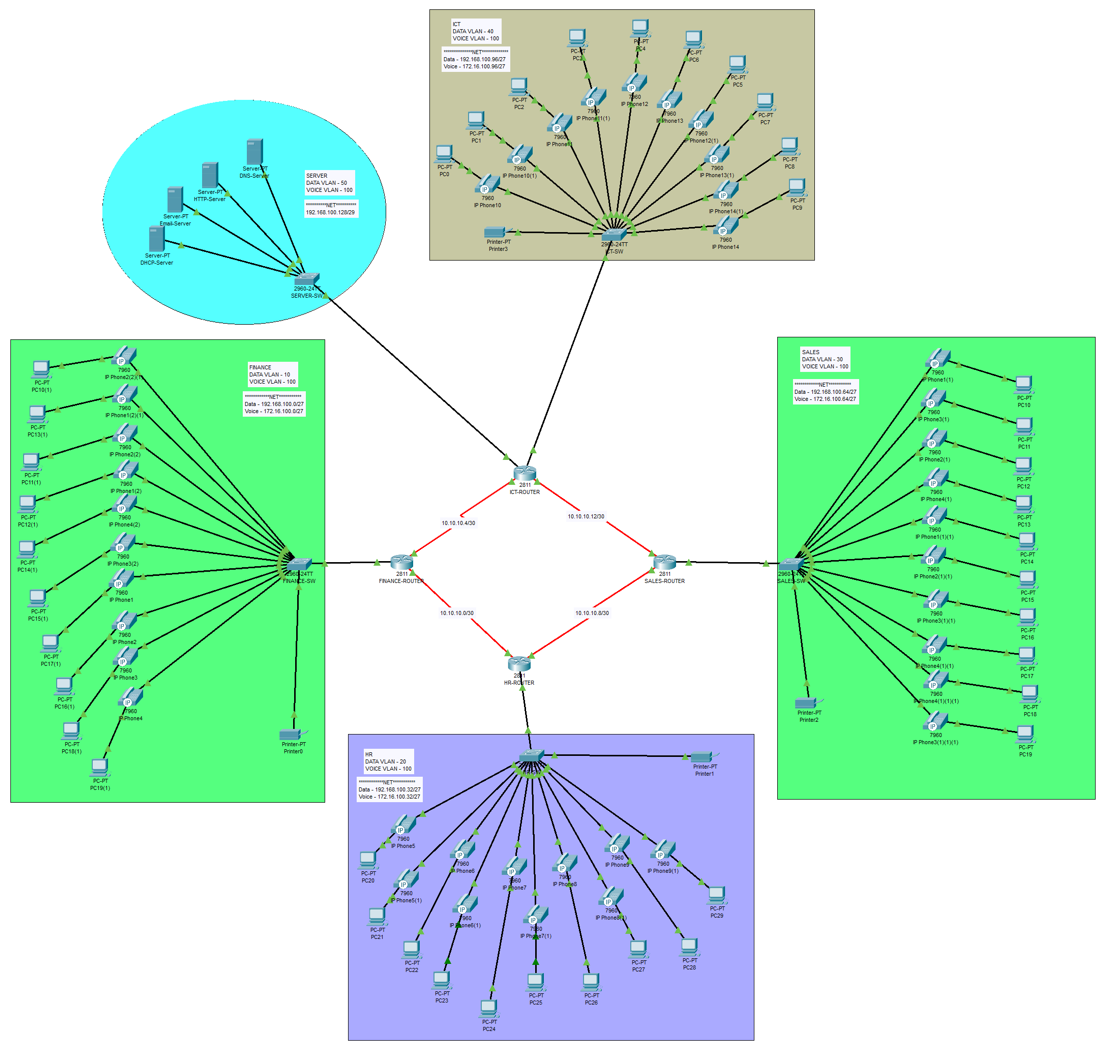 ICT
DATA VLAN - 40
VOICE VLAN - 100
*************NET************
Data - 192.168.100.96/27
Voice - 172.16.100.96/27
PC-PT
PC4
PC-PT
PC6
PC-PT
PC5
PC-PT
PC7
PC-PT
PC8
PC-PT
PC9
PC-PT
PC2
PC-PT
PC1
PC-PT
PC0
7960
IP Phone12
7960
IP Phone13
7960
IP Phone12(1)
7960
IP Phone13(1)
7960
IP Phone14(1)
7960
IP Phone14
7960
7960
7960
IP Phone10(1)
7960
IP Phone10
Printer-PT
Printer3
2960-24TT
ICT-SW
Server-PT
DNS-Server
Server-PT
HTTP-Server
Server-PT
Email-Server
Server-PT
DHCP-Server
SERVER
DATA VLAN - 50
VOICE VLAN - 100
**********NET**********
192.168.100.128/29
2960-24TT
SERVER-SW
FINANCE
DATA VLAN - 10
VOICE VLAN - 100
************NET***********
Data - 192.168.100.0/27
Voice - 172.16.100.0/27
7960
IP Phone2(2)(1)
7960
IP Phone1(2)(1)
7960
IP Phone2(2)
7960
IP Phone1(2)
7960
IP Phone4(2)
7960
IP Phone3(2)
7960
IP Phone1
7960
IP Phone2
7960
IP Phone3
7960
IP Phone4
PC-PT
PC10(1)
PC-PT
PC13(1)
PC-PT
PC11(1)
PC-PT
PC12(1)
PC-PT
PC14(1)
PC-PT
PC15(1)
PC-PT
PC17(1)
PC-PT
PC16(1)
PC-PT
PC18(1)
PC-PT
PC19(1)
Printer-PT
Printer0
2960-24TT
FINANCE-SW
2811
ICT-ROUTER
10.10.10.4/30
10.10.10.12/30
2811
FINANCE-ROUTER
2811
SALES-ROUTER
10.10.10.0/30
10.10.10.8/30
2811
HR-ROUTER
SALES
DATA VLAN - 30
VOICE VLAN - 100
************NET***********
Data - 192.168.100.64/27
Voice - 172.16.100.64/27
7960
IP Phone1(1)
7960
IP Phone3(1)
7960
IP Phone2(1)
7960
IP Phone4(1)
7960
IP Phone1(1)(1)
7960
IP Phone2(1)(1)
7960
IP Phone3(1)(1)
7960
IP Phone4(1)(1)
7960
IP Phone4(1)(1)(1)
7960
IP Phone3(1)(1)(1)
PC-PT
PC10
PC-PT
PC11
PC-PT
PC12
PC-PT
PC13
PC-PT
PC14
PC-PT
PC15
PC-PT
PC16
PC-PT
PC17
PC-PT
PC18
PC-PT
PC19
2960-24TT
SALES-SW
Printer-PT
Printer2
HR
DATA VLAN - 20
VOICE VLAN - 100
************NET***********
Data - 192.168.100.32/27
Voice - 172.16.100.32/27
Printer-PT
Printer1
7960
IP Phone5
7960
IP Phone6
7960
IP Phone7
7960
IP Phone8
7960
IP Phone9
7960
IP Phone9(1)
7960
IP Phone5(1)
7960
IP Phone6(1)
7960
IP Phone7(1)
7960
IP Phone8(1)
PC-PT
PC20
PC-PT
PC21
PC-PT
PC22
PC-PT
PC23
PC-PT
PC24
PC-PT
PC25
PC-PT
PC26
PC-PT
PC27
PC-PT
PC28
PC-PT
PC29